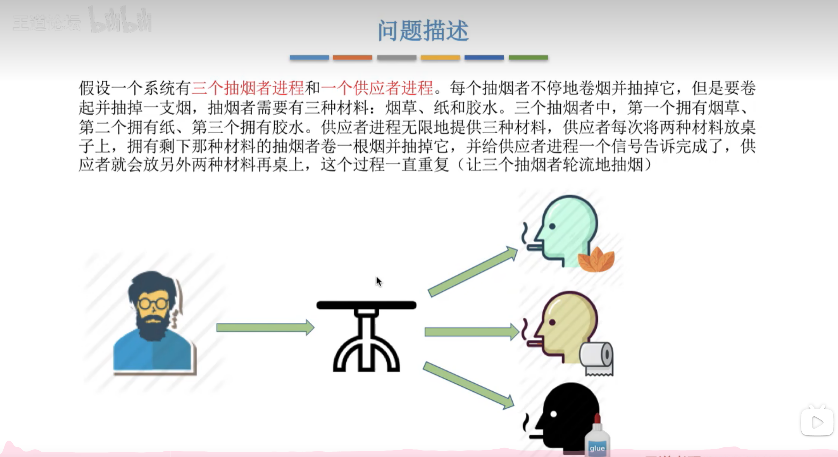 问题描述
假设一个系统有三个抽烟者进程和一个供应者进程。每个抽烟者不停地卷烟并抽掉它，但是要卷
起并抽掉一支烟，抽烟者需要有三种材料：烟草、纸和胶水。三个抽烟者中，第一个拥有烟草、
第二个拥有纸、第三个拥有胶水。供应者进程无限地提供三种材料，供应者每次将两种材料放桌
子上，拥有剩下那种材料的抽烟者卷一根烟并抽掉它，并给供应者进程一个信号告诉完成了，供
应者就会放另外两种材料再桌上，这个过程一直重复（让三个抽烟者轮流地抽烟）
glue